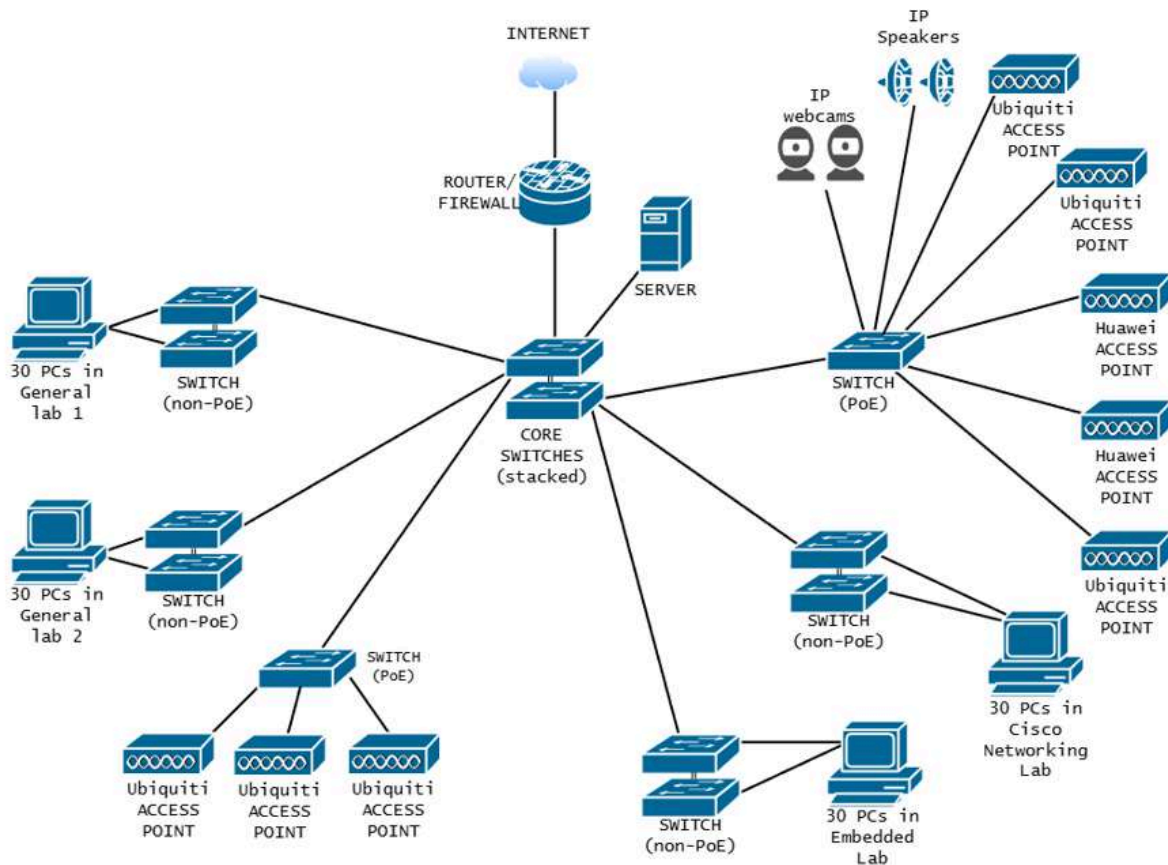 INTERNET
IP
Speakers
IP
webcams
Ubiquiti
ACCESS
POINT
ROUTER/
FIREWALL
Ubiquiti
ACCESS
POINT
SERVER
30 PCs in
General
lab 1
SWITCH
(non-PoE)
CORE
SWITCHES
(stacked)
SWITCH
(PoE)
Huawei
ACCESS
POINT
Huawei
ACCESS
POINT
30 PCs in
General
lab 2
SWITCH
(non-PoE)
SWITCH
(non-PoE)
Ubiquiti
ACCESS
POINT
SWITCH
(PoE)
30 PCs in
Cisco
Networking
Lab
Ubiquiti
ACCESS
POINT
Ubiquiti
ACCESS
POINT
Ubiquiti
ACCESS
POINT
SWITCH
(non-PoE)
30 PCs in
Embedded
Lab